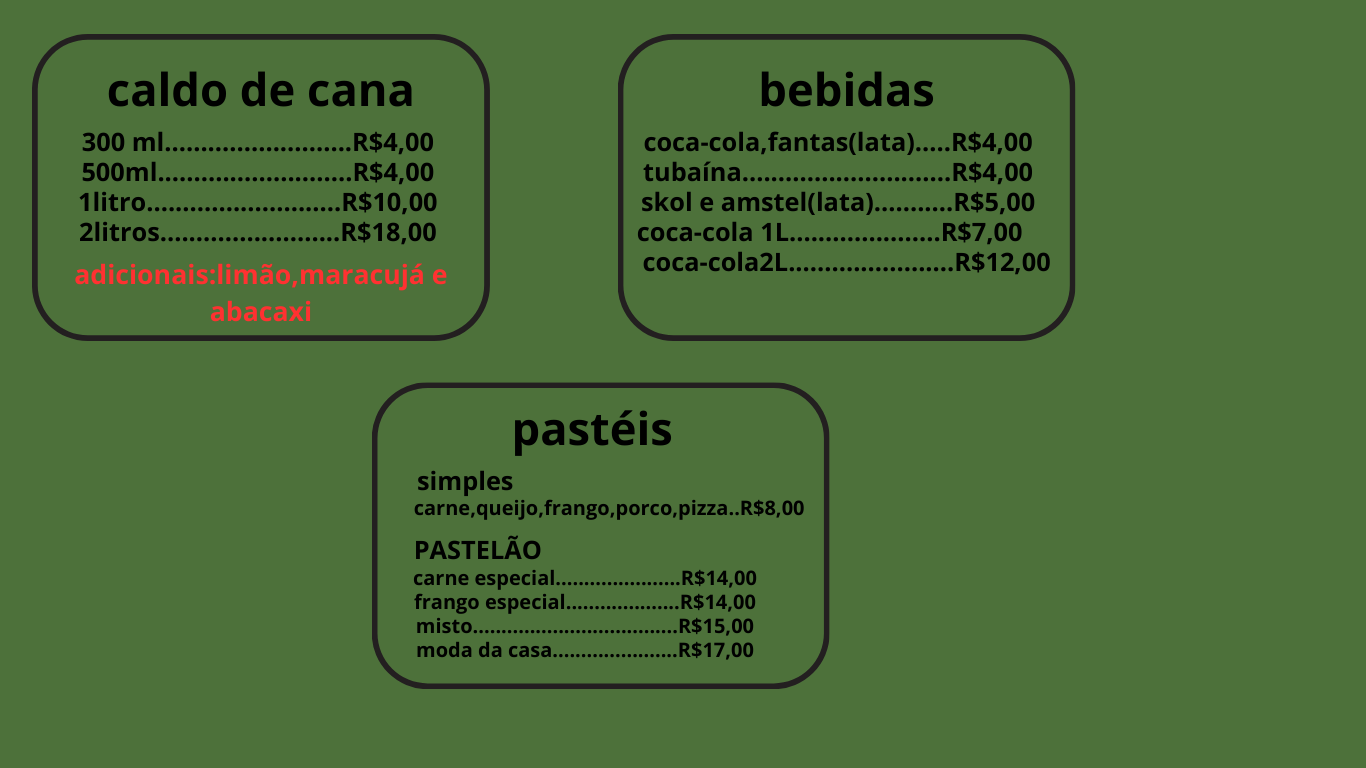 caldo de cana
300 ml..........................R$4,00
500ml...........................R$4,00
1litro...........................R$10,00
2litros.........................R$18,00
adicionais:limão,maracujá e
abacaxi
bebidas
coca-cola,fantas(lata).....R$4,00
tubaína.............................R$4,00
skol e amstel(lata)...........R$5,00
coca-cola 1L.....................R$7,00
coca-cola2L.......................R$12,00
pastéis
simples
carne,queijo,frango,porco,pizza..R$8,00
PASTELÃO
carne especial......................R$14,00
frango especial....................R$14,00
misto....................................R$15,00
moda da casa......................R$17,00